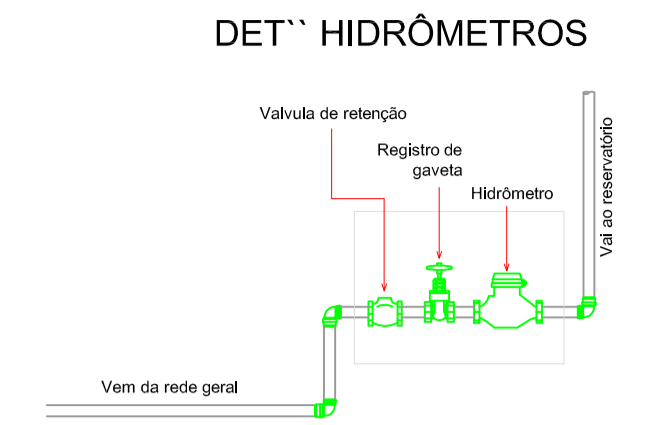 DET`` HIDRÔMETROS
Valvula de retenção
Registro de
gaveta
Hidrômetro
Vai ao reservatório
Vem da rede geral